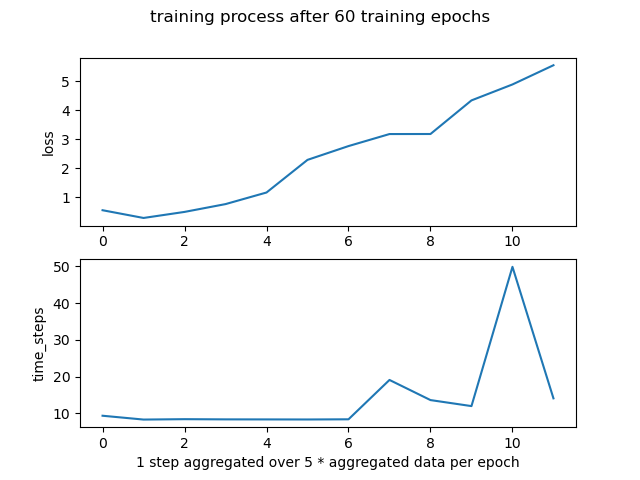 training process after 60 training epochs
5
4
3
2
1
loss
0 2 4 6 8 10
50
40
30
20
10
time_steps
0 2 4 6 8 10
1 step aggregated over 5 * aggregated data per epoch